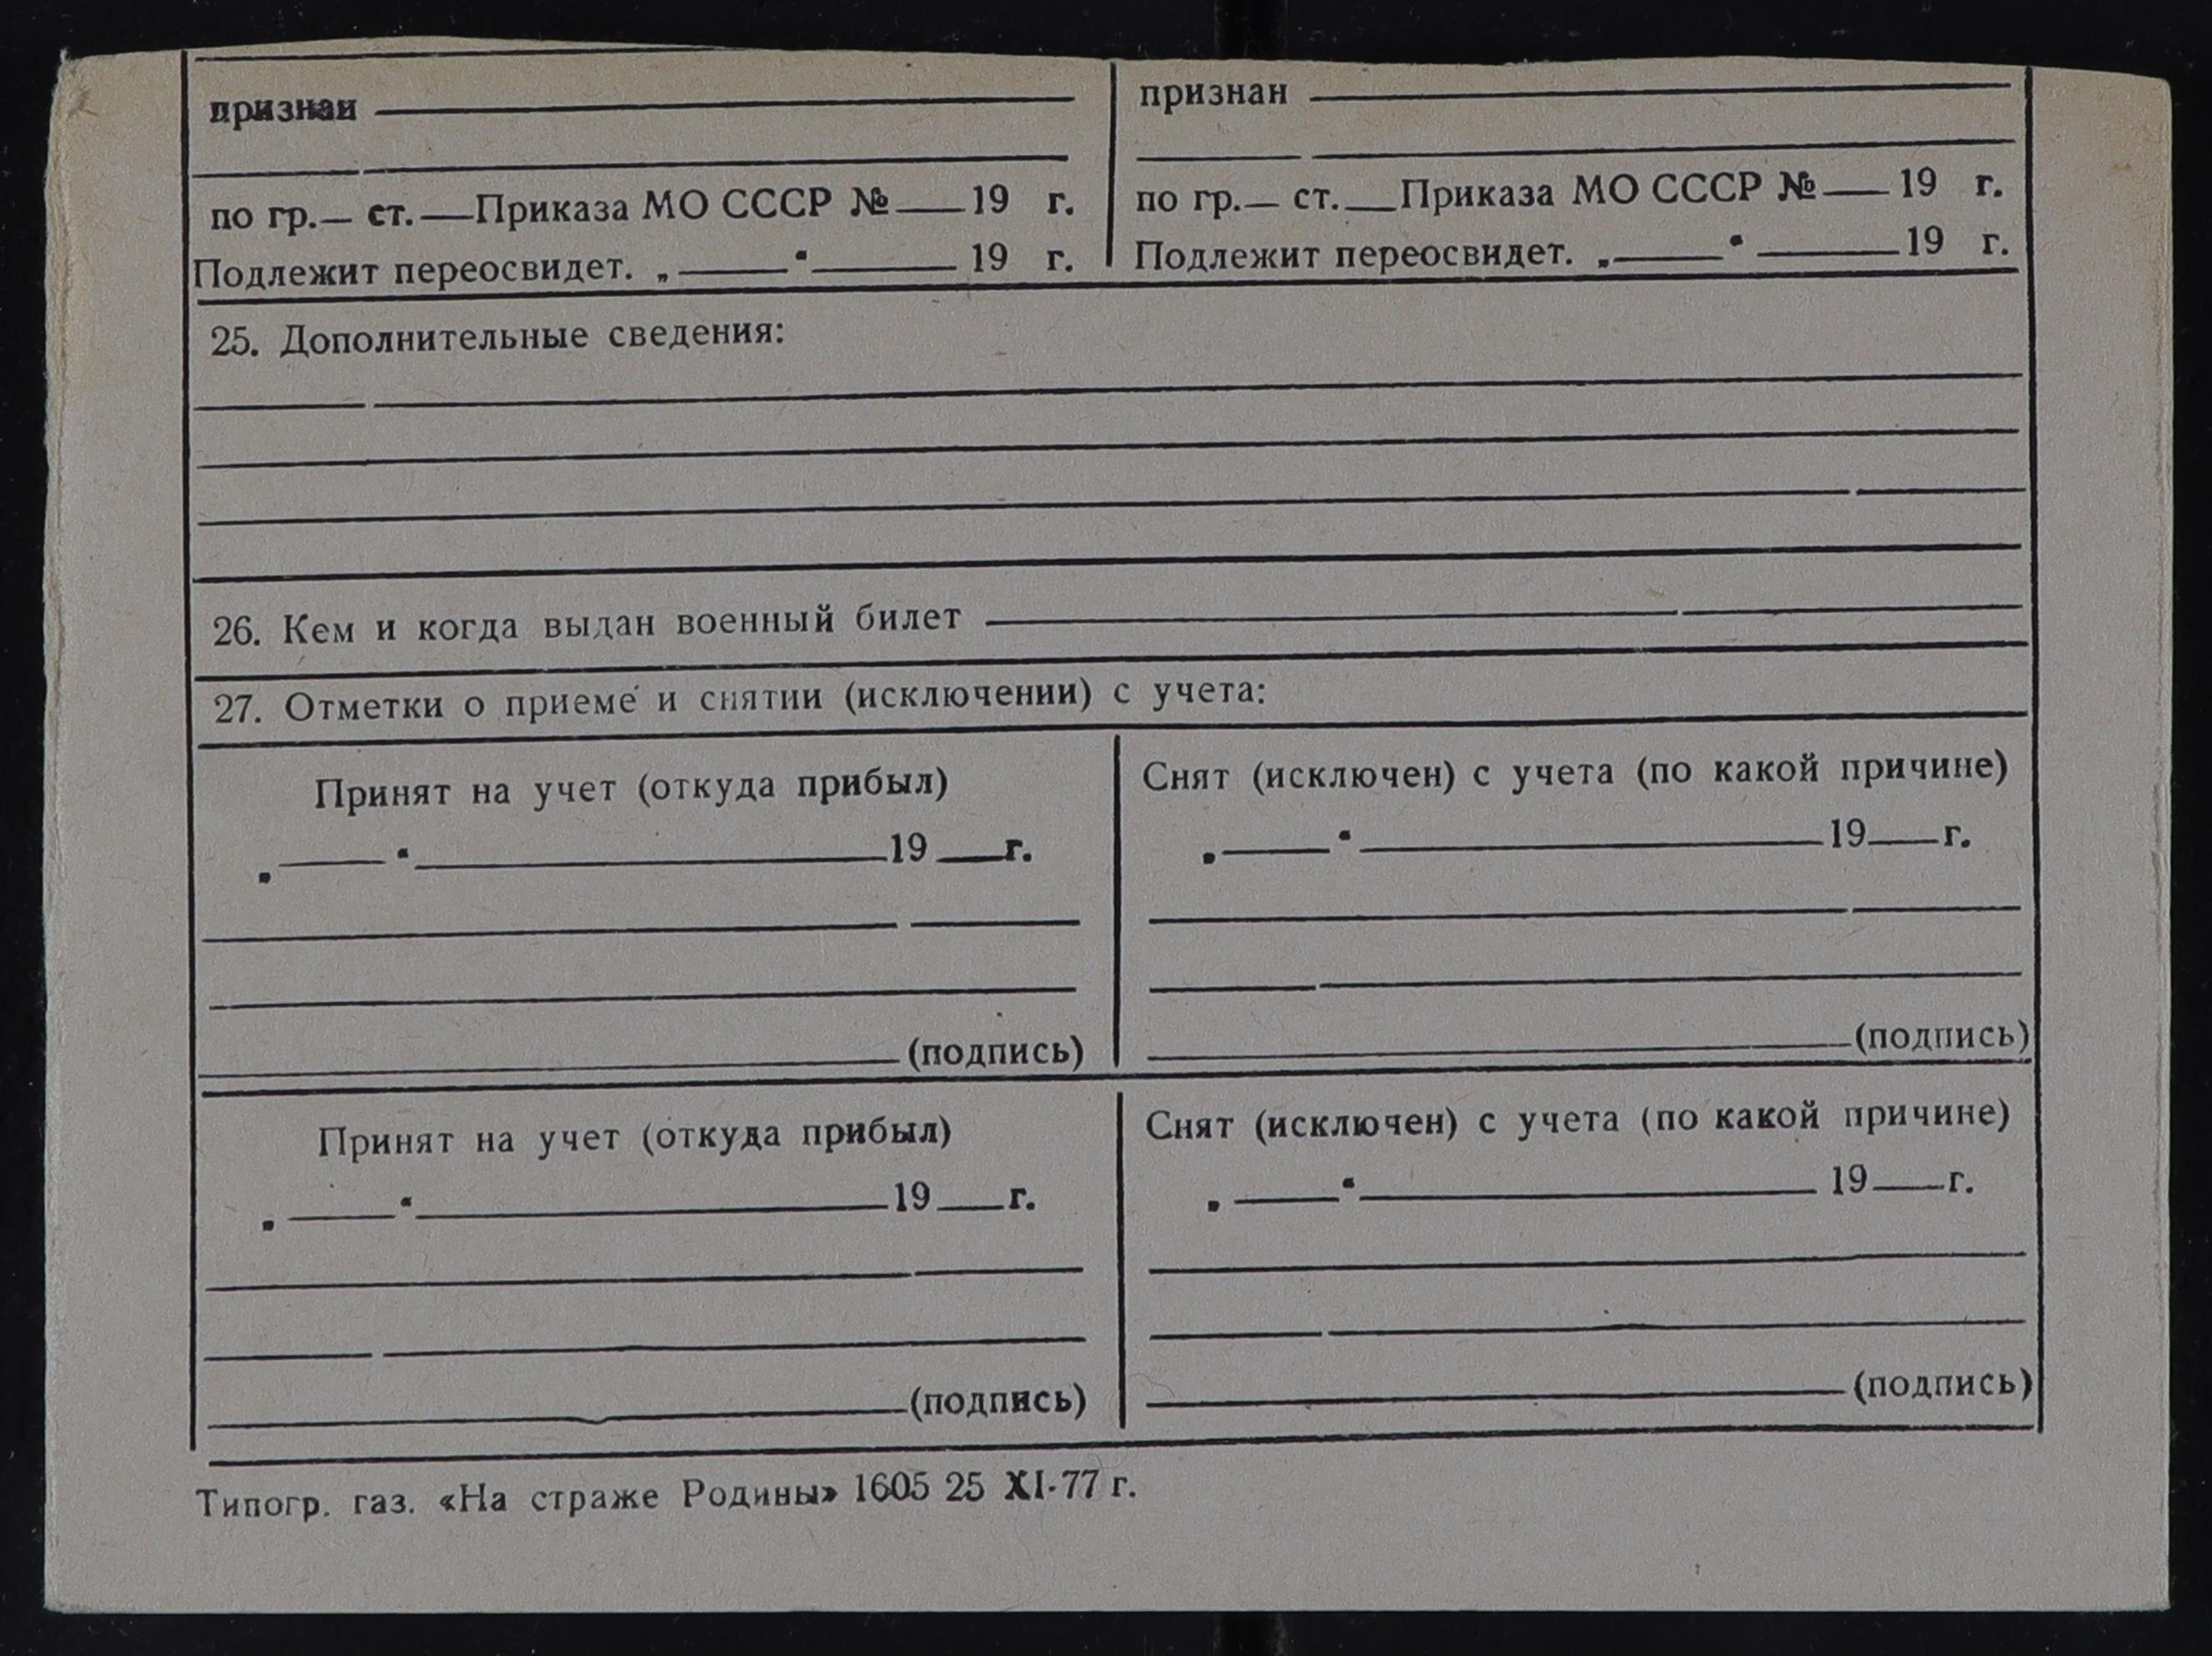 признан
по гр.— ст.—Приказа МО СССР №—19 г.
Подлежит переосвидет. „——“——— 19 г.
признан
по гр.— ст.—Приказа МО СССР №— 19 г.
Подлежит переосвидет. „——“———19 г.
25. Дополнительные сведения:
26. Кем и когда выдан военный билет
27. Отметки о приеме и снятии (исключении) с учета:
Принят на учет (откуда прибыл)
„——“————19—г.
(подпись)
Снят (исключен) с учета (по какой причине)
„——“————19—г.
(подпись)
Принят на учет (откуда прибыл)
„——“————19—г.
(подпись)
Снят (исключен) с учета (по какой причине)
„——“———— 19—г.
(подпись)
Типогр. газ. «На страже Родины» 1605 25 XI-77 г.